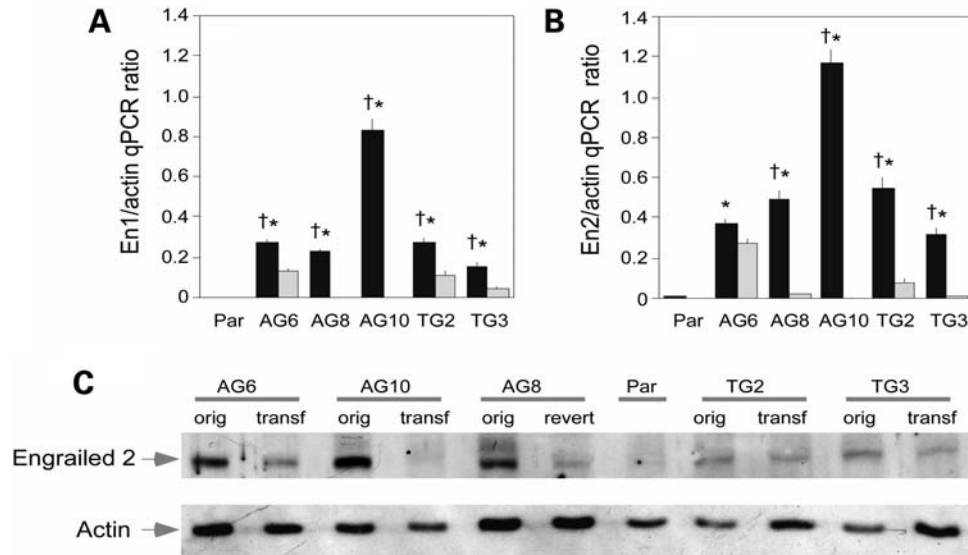 A
En1/actin qPCR ratio
1.4
1.2
1.0
0.8
0.6
0.4
0.2
0
†*
†*
†*
†*
†*
Par AG6 AG8 AG10 TG2 TG3
B
En2/actin qPCR ratio
1.4
1.2
1.0
0.8
0.6
0.4
0.2
0
*
†*
†*
†*
†*
Par AG6 AG8 AG10 TG2 TG3
C
AG6 AG10 AG8 Par TG2 TG3
orig transf orig transf orig revert orig transf orig transf
Engrailed 2
Actin